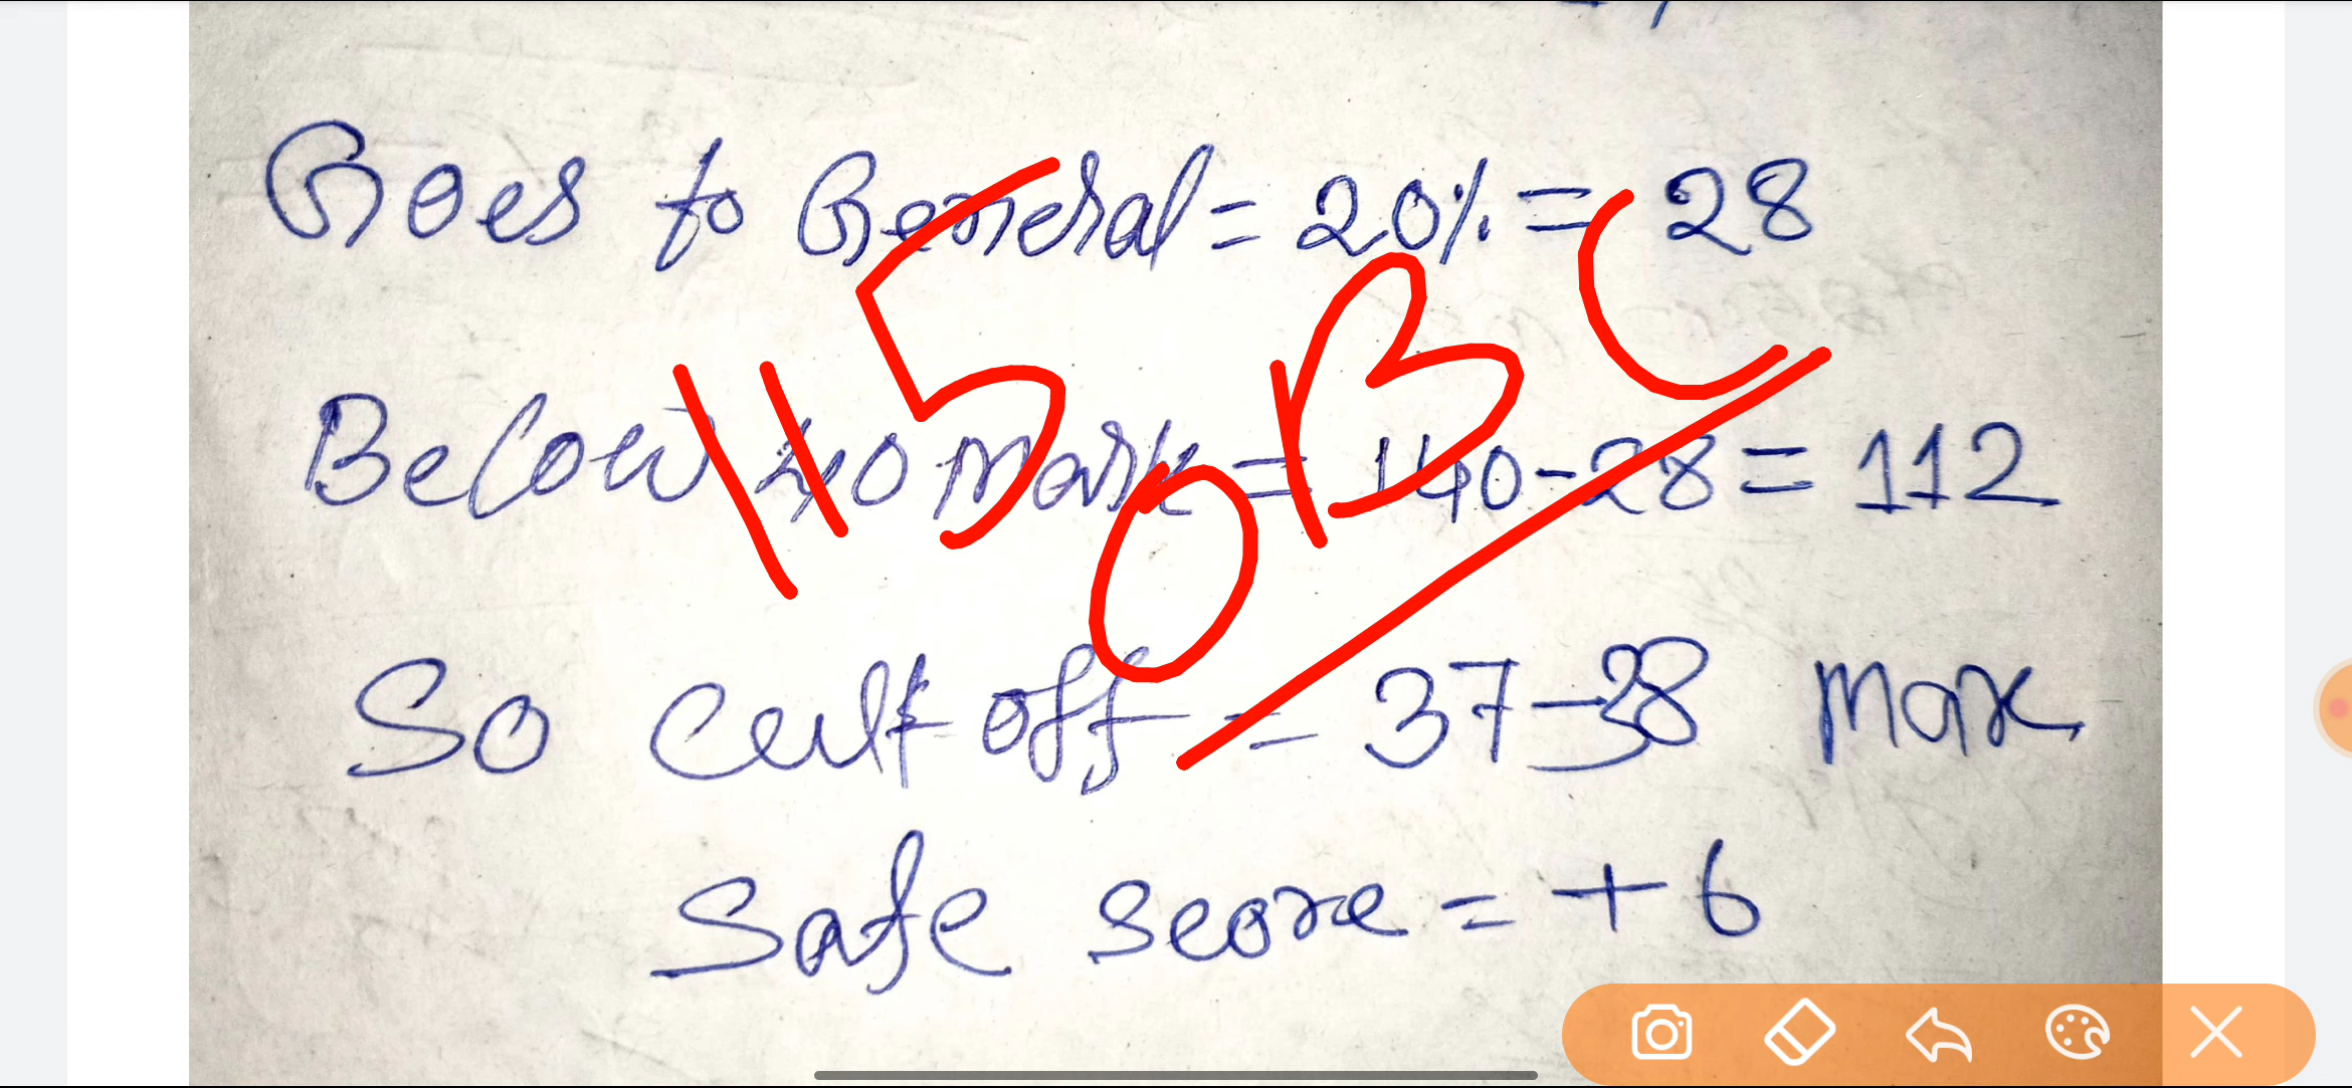 Goes to General = 20% = 28
115 OBC
Below 40 mark = 140-28 = 112
So cutt off = 37-38 max
Safe score = +6